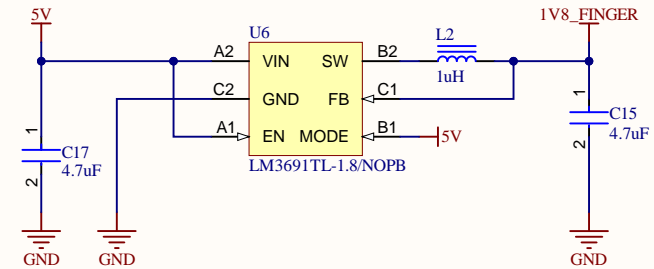 5V
1V8_FINGER
U6
L2
A2
VIN
SW
B2
1uH
C2
GND
FB
C1
C15
4.7uF
1
2
A1
EN
MODE
B1
5V
1
2
C17
4.7uF
LM3691TL-1.8/NOPB
GND
GND
GND